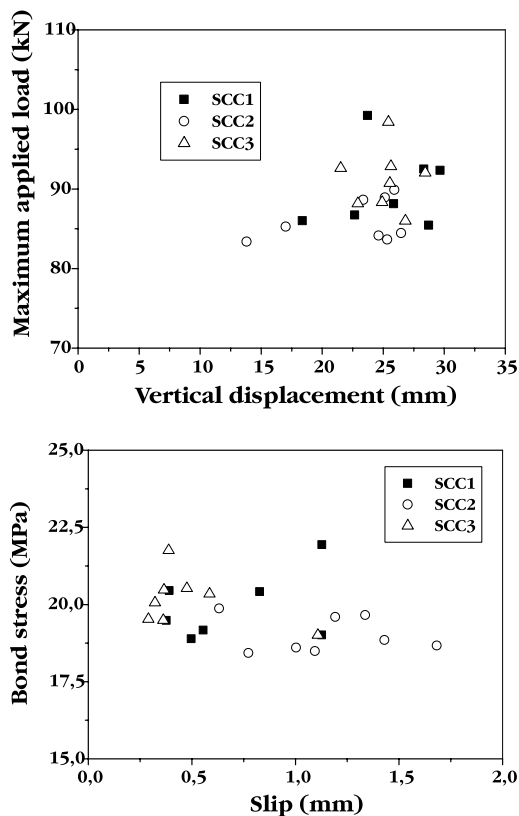 Maximum applied load (kN)
110
100
90
80
70
SCC1
SCC2
SCC3
0
5
10
15
20
25
30
35
Vertical displacement (mm)
Bond stress (MPa)
25,0
22,5
20,0
17,5
15,0
SCC1
SCC2
SCC3
0,0
0,5
1,0
1,5
2,0
Slip (mm)